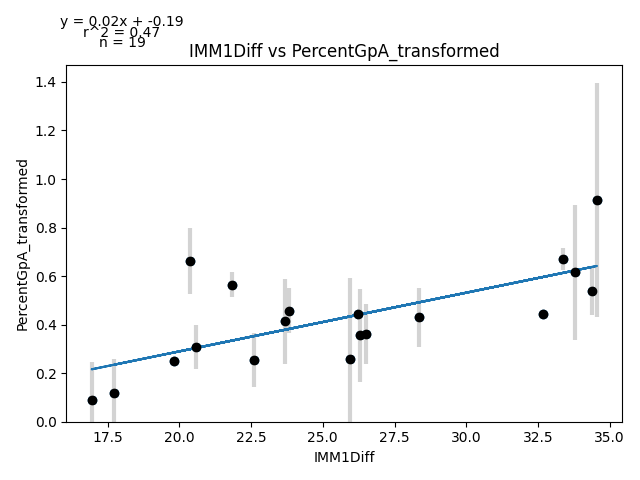 y = 0.02x + -0.19
r^2 = 0.47
n = 19
IMM1Diff vs PercentGpA_transformed
PercentGpA_transformed
1.4
1.2
1.0
0.8
0.6
0.4
0.2
0.0
17.5 20.0 22.5 25.0 27.5 30.0 32.5 35.0
IMM1Diff